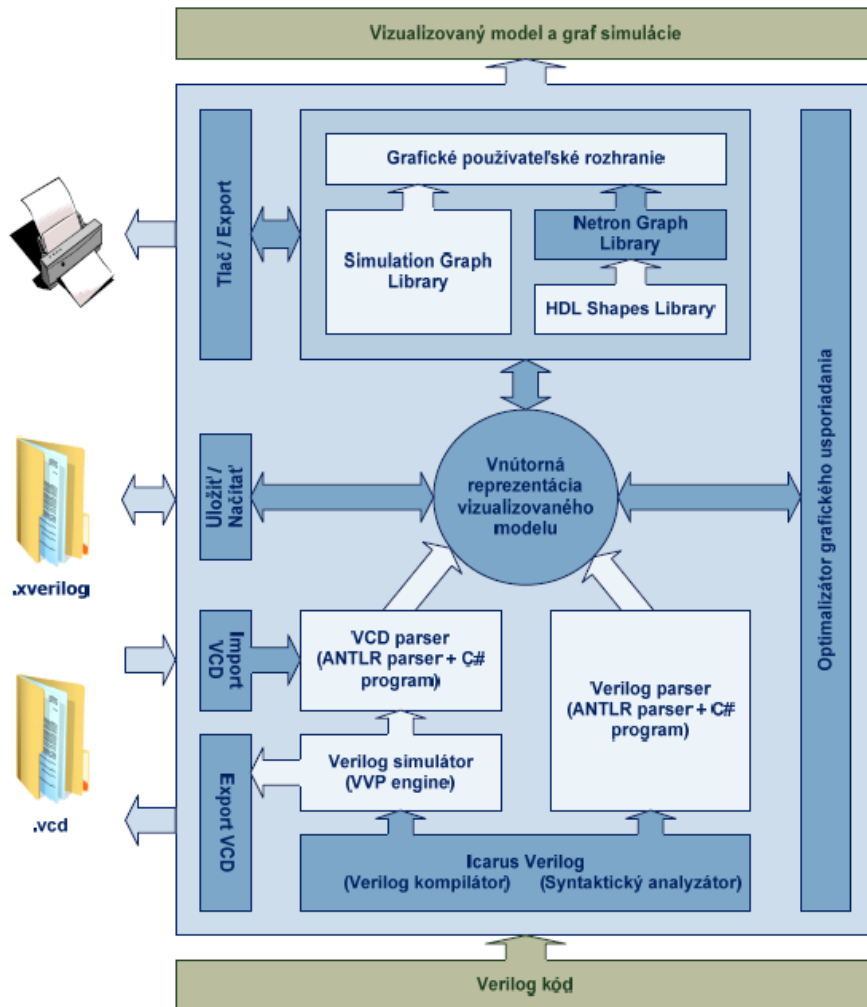 Vizualizovaný model a graf simulácie
Tlač / Export
Grafické používateľské rozhranie
Simulation Graph
Library
Netron Graph
Library
HDL Shapes Library
Optimalizátor grafického usporiadania
Uložiť /
Načítať
Vnútorná
reprezentácia
vizualizovaného
modelu
.xverilog
Import
VCD
VCD parser
(ANTLR parser + C#
program)
Verilog parser
(ANTLR parser + C#
program)
Export VCD
Verilog simulátor
(VVP engine)
.vcd
Icarus Verilog
(Verilog kompilátor) (Syntaktický analyzátor)
Verilog kód